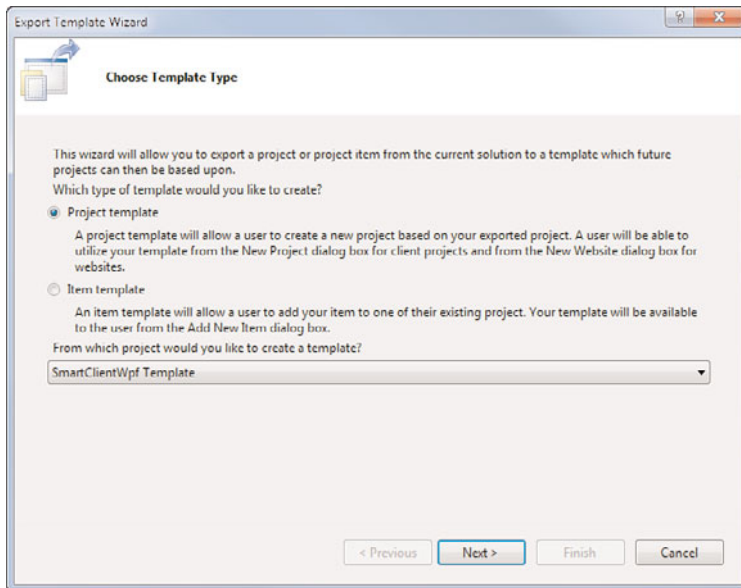 Export Template Wizard
Choose Template Type
This wizard will allow you to export a project or project item from the current solution to a template which future
projects can then be based upon.
Which type of template would you like to create?
Project template
A project template will allow a user to create a new project based on your exported project. A user will be able to
utilize your template from the New Project dialog box for client projects and from the New Website dialog box for
websites.
Item template
An item template will allow a user to add your item to one of their existing project. Your template will be available
to the user from the Add New Item dialog box.
From which project would you like to create a template?
SmartClientWpf Template
< Previous Next > Finish Cancel